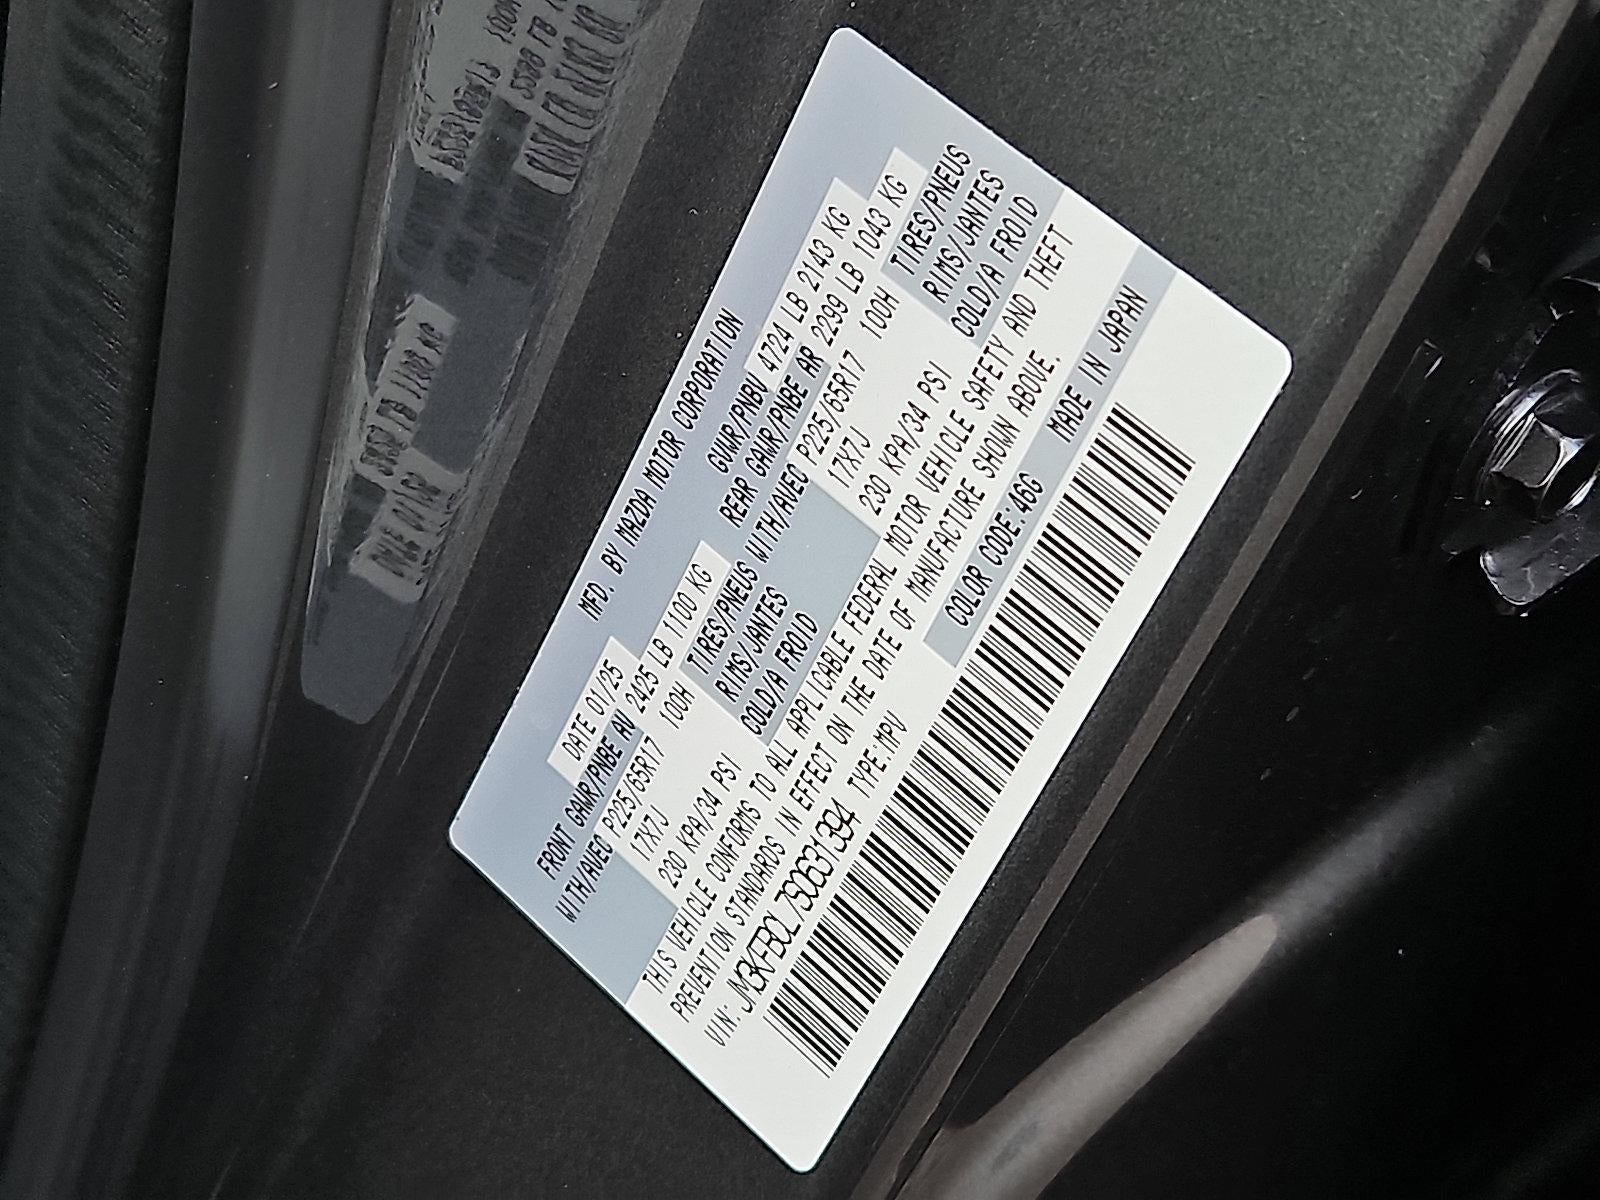 MFD. BY MAZDA MOTOR CORPORATION
DATE 01/25 GVWR/PNBV 4724 LB 2143 KG
FRONT GAWR/PNBE AV 2425 LB 1100 KG REAR GAWR/PNBE AR 2299 LB 1043 KG
WITH/AVEC P225/65R17 100H TIRES/PNEUS WITH/AVEC P225/65R17 100H TIRES/PNEUS
17X7J RIMS/JANTES 17X7J RIMS/JANTES
230 KPA/34 PSI COLD/A FROID 230 KPA/34 PSI COLD/A FROID
THIS VEHICLE CONFORMS TO ALL APPLICABLE FEDERAL MOTOR VEHICLE SAFETY AND THEFT
PREVENTION STANDARDS IN EFFECT ON THE DATE OF MANUFACTURE SHOWN ABOVE.
VIN: JM3KFBCL7S0631394 TYPE:MPV COLOR CODE:46G MADE IN JAPAN